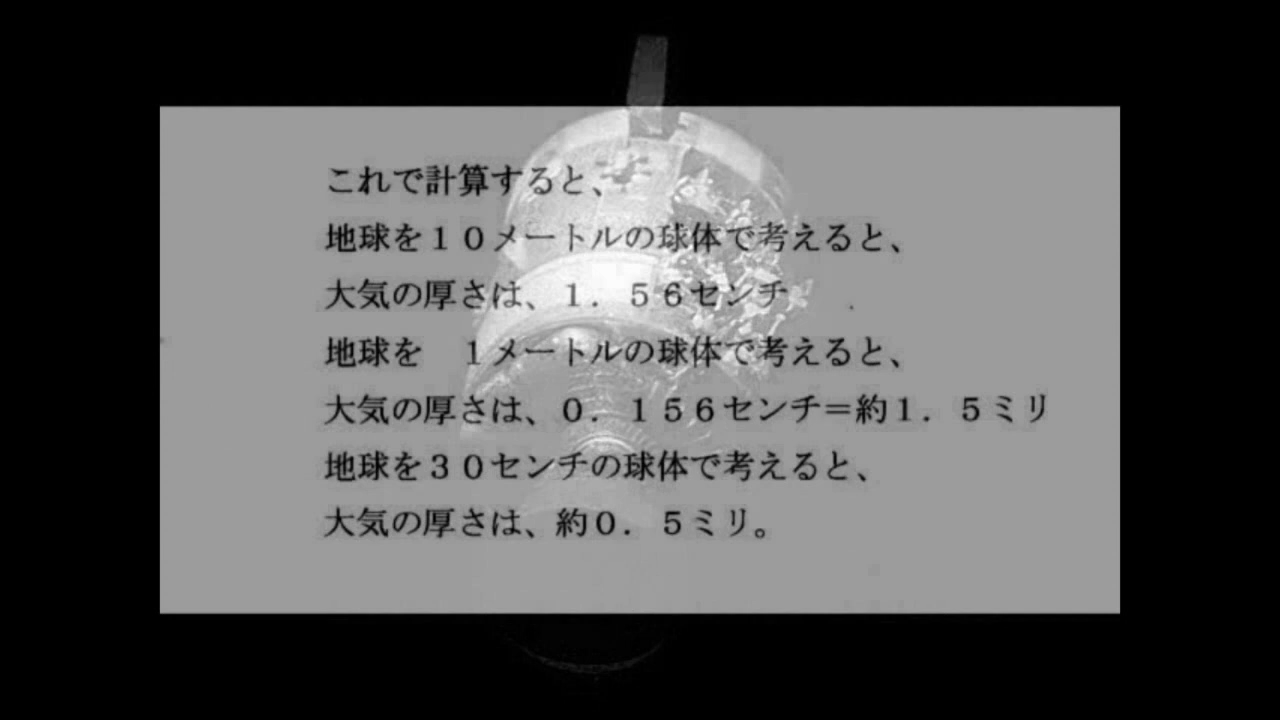 これで計算すると、
地球を１０メートルの球体で考えると、
大気の厚さは、１．５６センチ
地球を　１メートルの球体で考えると、
大気の厚さは、０．１５６センチ＝約１．５ミリ
地球を３０センチの球体で考えると、
大気の厚さは、約０．５ミリ。